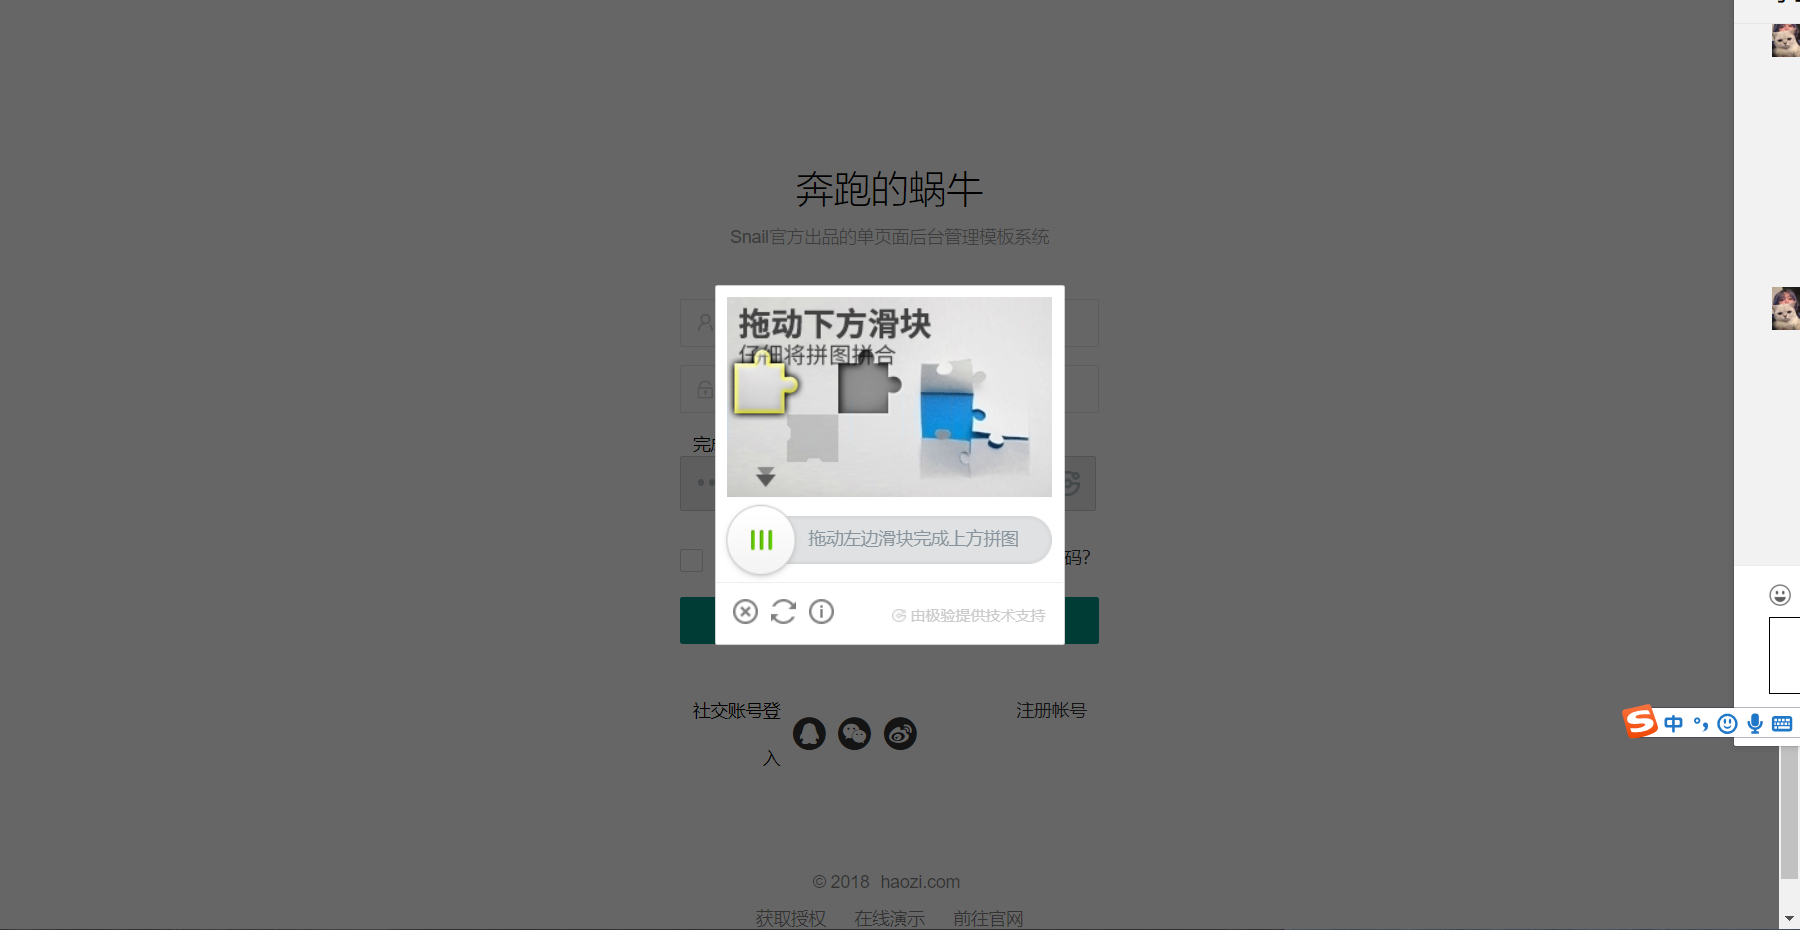 奔跑的蜗牛
Snail官方出品的单页面后台管理模板系统
拖动下方滑块
仔细将拼图拼合
完成
拖动左边滑块完成上方拼图
码?
由极验提供技术支持
社交账号登
入
注册帐号
中
© 2018 haozi.com
获取授权 在线演示 前往官网